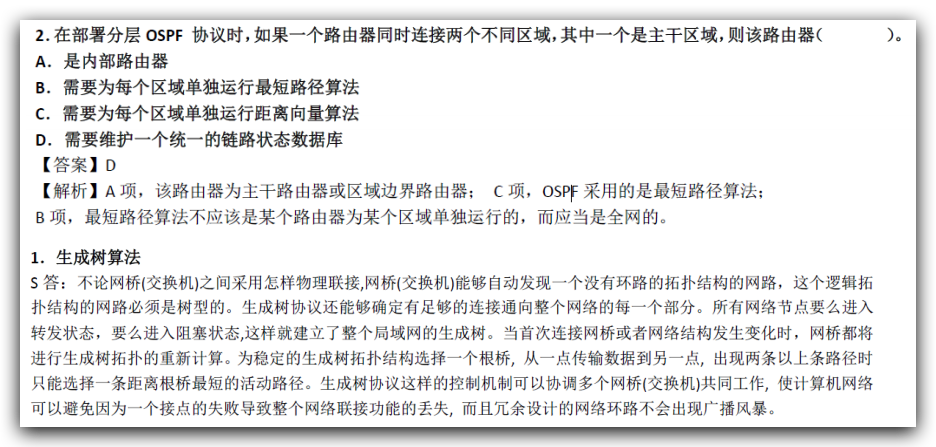 2.在部署分层 OSPF 协议时,如果一个路由器同时连接两个不同区域,其中一个是主干区域,则该路由器( )。
A. 是内部路由器
B. 需要为每个区域单独运行最短路径算法
C. 需要为每个区域单独运行距离向量算法
D. 需要维护一个统一的链路状态数据库
【答案】D
【解析】A 项，该路由器为主干路由器或区域边界路由器； C 项，OSPF 采用的是最短路径算法；
B 项，最短路径算法不应该是某个路由器为某个区域单独运行的，而应当是全网的。
1. 生成树算法
S 答：不论网桥(交换机)之间采用怎样物理联接,网桥(交换机)能够自动发现一个没有环路的拓扑结构的网路，这个逻辑拓
扑结构的网路必须是树型的。生成树协议还能够确定有足够的连接通向整个网络的每一个部分。所有网络节点要么进入
转发状态，要么进入阻塞状态,这样就建立了整个局域网的生成树。当首次连接网桥或者网络结构发生变化时，网桥都将
进行生成树拓扑的重新计算。为稳定的生成树拓扑结构选择一个根桥, 从一点传输数据到另一点, 出现两条以上条路径时
只能选择一条距离根桥最短的活动路径。生成树协议这样的控制机制可以协调多个网桥(交换机)共同工作, 使计算机网络
可以避免因为一个接点的失败导致整个网络联接功能的丢失, 而且冗余设计的网络环路不会出现广播风暴。